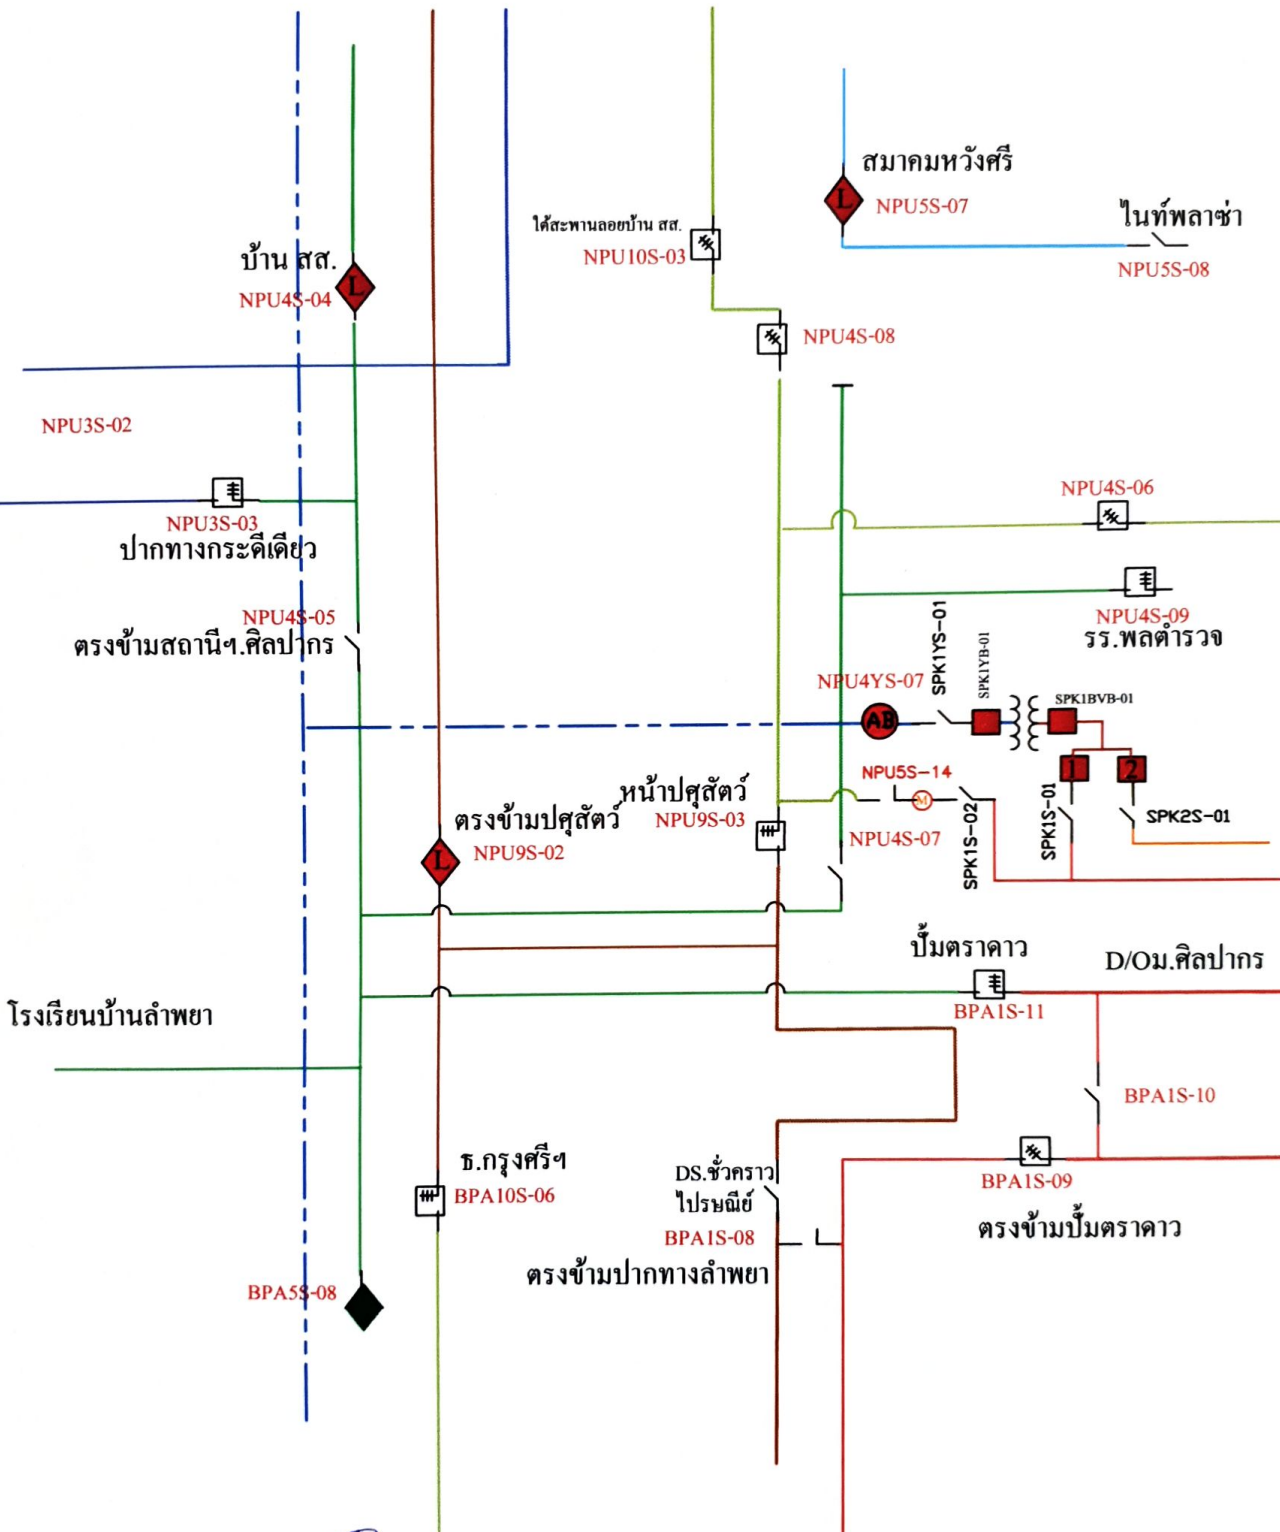 สมาคมหวังศรี
NPU5S-07
ไนท์พลาซ่า
NPU5S-08
ใต้สะพานลอยบ้าน สส.
NPU10S-03
บ้าน สส.
L
NPU4S-04
L
NPU4S-08
NPU3S-02
NPU4S-06
NPU3S-03
ปากทางกระดีเดียว
NPU4S-05
ตรงข้ามสถานีฯ.ศิลปากร
NPU4S-09
รร.พลตำรวจ
SPK1YS-01
SPK1YB-01
NPU4YS-07
SPK1BVB-01
AB
1
2
NPU5S-14
M
หน้าปศุสัตว์
NPU9S-03
ตรงข้ามปศุสัตว์
NPU9S-02
L
NPU4S-07
SPK1S-02
SPK1S-01
SPK2S-01
ปั้มตราดาว
D/Oม.ศิลปากร
BPA1S-11
โรงเรียนบ้านลำพยา
BPA1S-10
ธ.กรุงศรีฯ
BPA10S-06
DS.ชั่วคราว
ไปรษณีย์
BPA1S-08
ตรงข้ามปากทางลำพยา
BPA1S-09
ตรงข้ามปั้มตราดาว
BPA5S-08